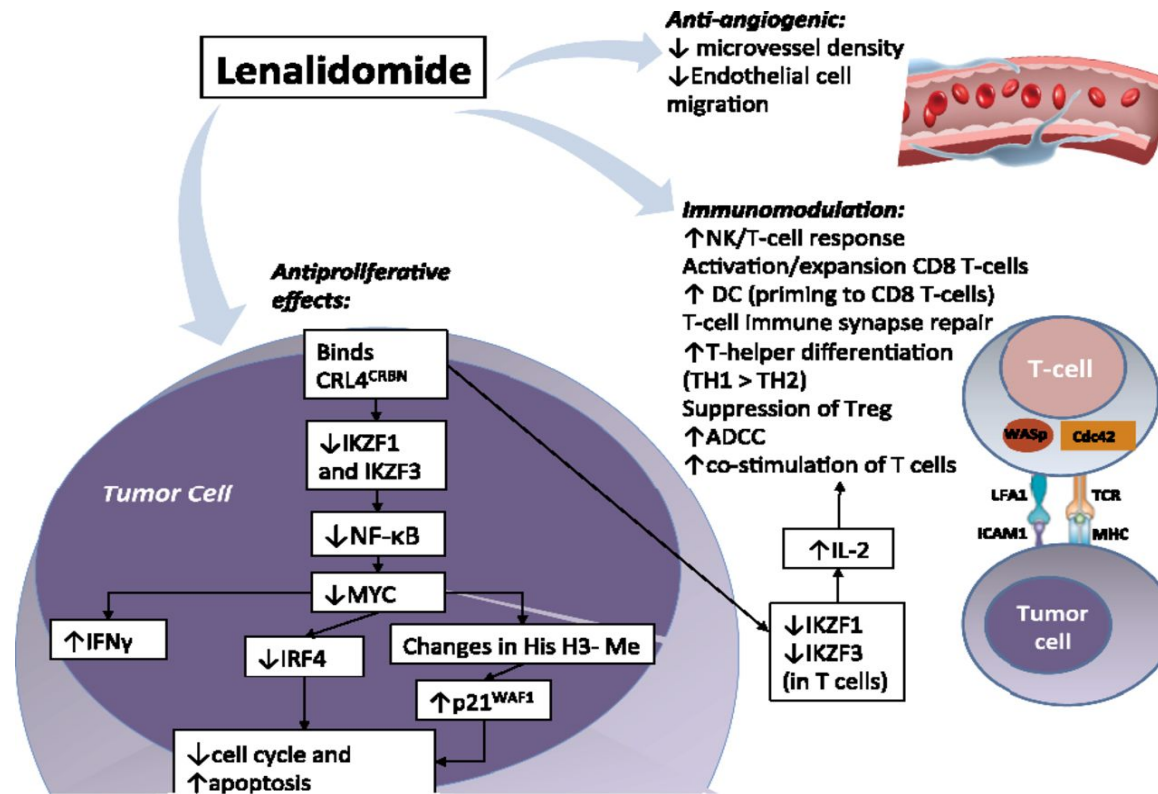 Lenalidomide
Anti-angiogenic:
↓ microvessel density
↓Endothelial cell
migration
Immunomodulation:
↑NK/T-cell response
Activation/expansion CD8 T-cells
↑ DC (priming to CD8 T-cells)
T-cell immune synapse repair
↑T-helper differentiation
(TH1 > TH2)
Suppression of Treg
↑ADCC
↑co-stimulation of T cells
↑IL-2
↓IKZF1
↓IKZF3
(in T cells)
Antiproliferative
effects:
Binds
CRL4ᶜᴿᴮᴺ
↓IKZF1
and IKZF3
Tumor Cell
↓NF-κB
↓MYC
↑IFNγ
↓IRF4
Changes in His H3- Me
↑p21ᵂᴬᶠ¹
↓cell cycle and
↑apoptosis
T-cell
WASp
Cdc42
LFA1
TCR
ICAM1
MHC
Tumor
cell